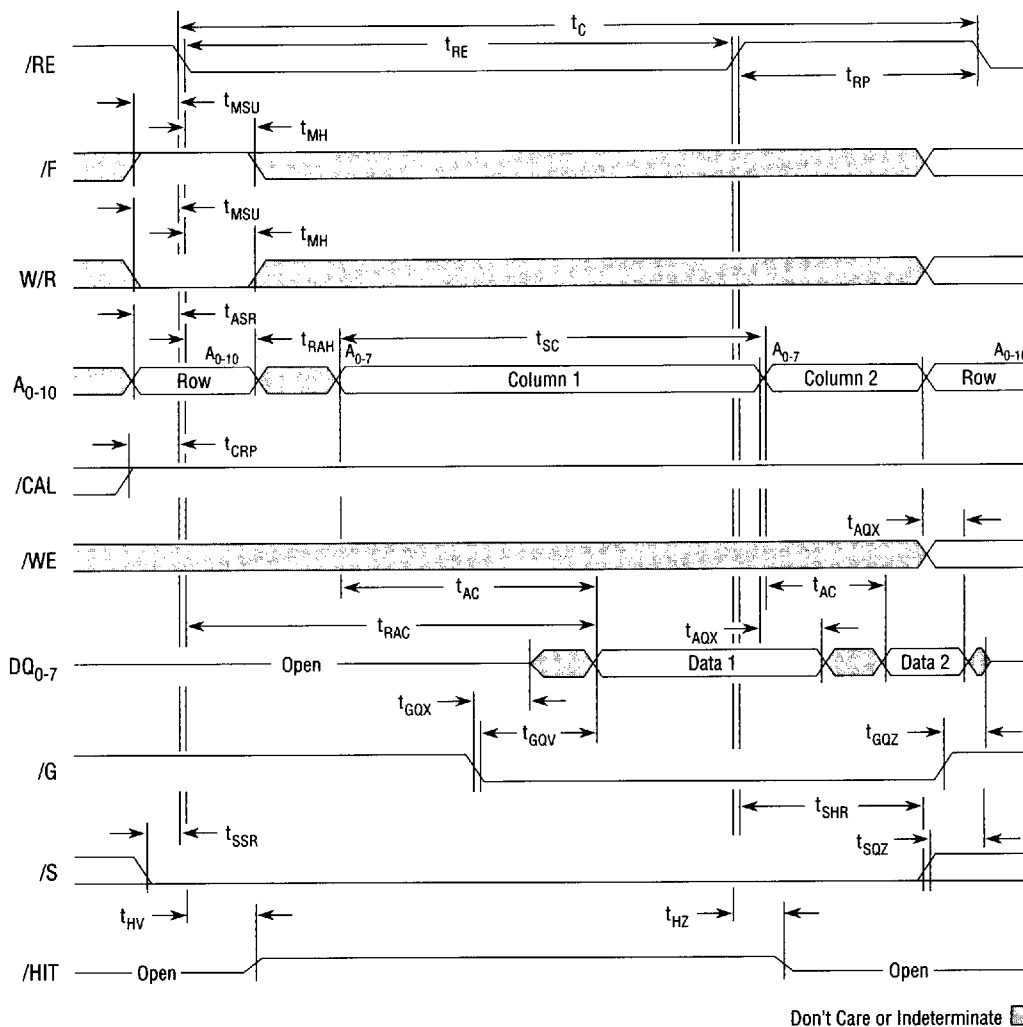 t_C
t_RE
/RE
t_RP
t_MSU
t_MH
/F
t_MSU
t_MH
W/R
t_ASR
t_RAH
t_SC
A_0-10
A_0-7
A_0-7
A_0-10
A_0-10
Row
Column 1
Column 2
Row
t_CRP
/CAL
t_AQX
/WE
t_AC
t_AC
t_RAC
t_AQX
DQ_0-7
Open
Data 1
Data 2
t_GQX
t_GQV
t_GQZ
/G
t_SHR
t_SSR
t_SQZ
/S
t_HV
t_HZ
/HIT
Open
Open
Don't Care or Indeterminate